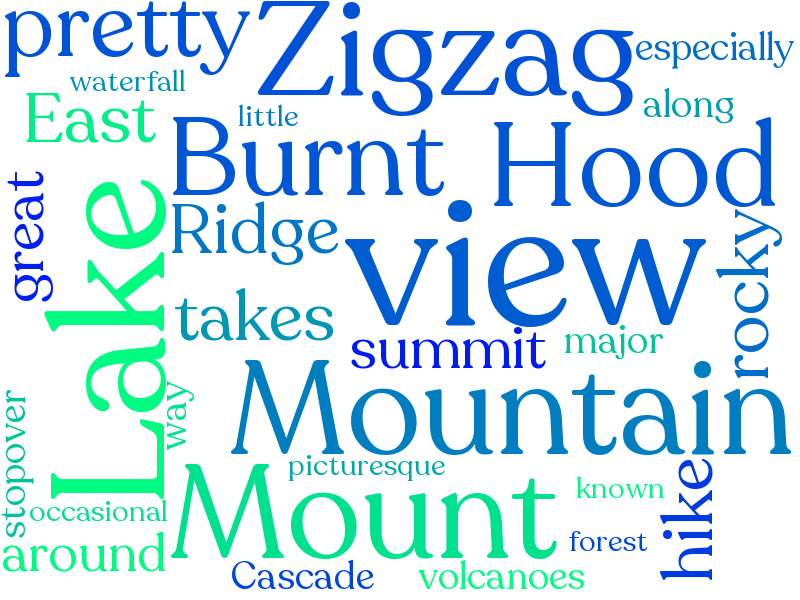 pretty
Zigzag
especially
waterfall
East
little
along
Burnt
Hood
great
Lake
Ridge
view
rocky
takes
summit
major
Mountain
way
stopover
picturesque
Mount
hike
known
occasional
around
forest
Cascade
volcanoes